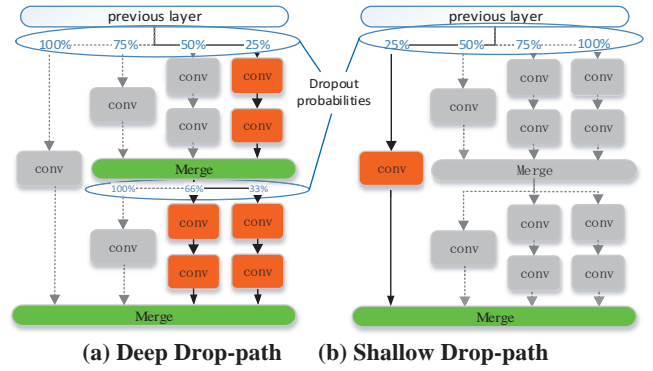 previous layer
previous layer
100% 75% 50% 25%
25% 50% 75% 100%
conv conv
conv conv
Dropout
probabilities
conv
conv
conv conv
conv conv
Merge
conv
conv
Merge
100% 66% 33%
conv conv
conv conv
conv
conv
conv conv
conv conv
Merge
Merge
(a) Deep Drop-path (b) Shallow Drop-path